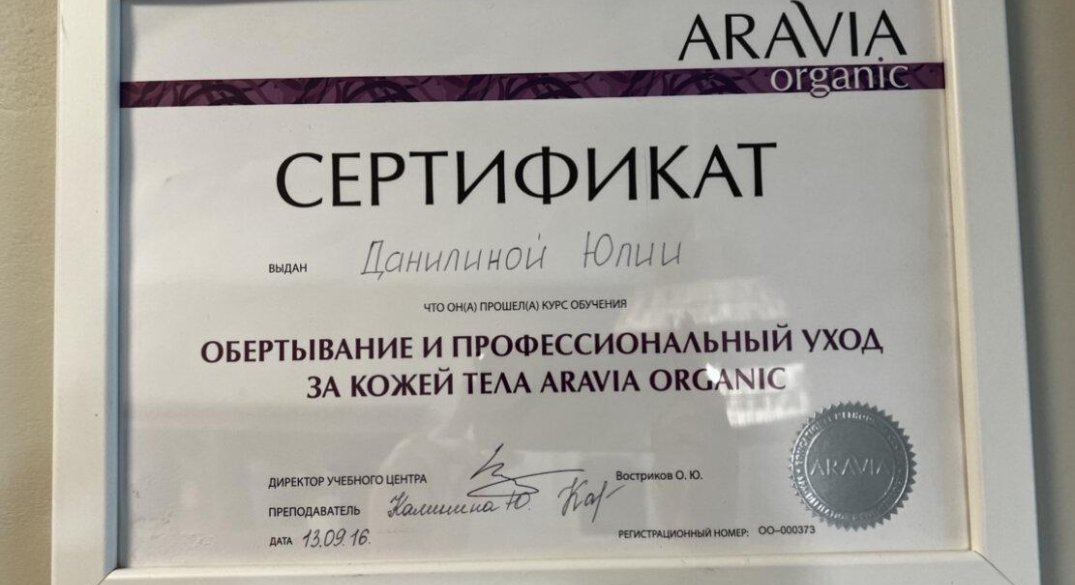 ARAVIA
organic
СЕРТИФИКАТ
ВЫДАН Данилиной Юлии
ЧТО ОН(А) ПРОШЕЛ(А) КУРС ОБУЧЕНИЯ
ОБЕРТЫВАНИЕ И ПРОФЕССИОНАЛЬНЫЙ УХОД
ЗА КОЖЕЙ ТЕЛА ARAVIA ORGANIC
ARAVIA
ДИРЕКТОР УЧЕБНОГО ЦЕНТРА Востриков О. Ю.
ПРЕПОДАВАТЕЛЬ Калинина Ю
ДАТА 13.09.16. РЕГИСТРАЦИОННЫЙ НОМЕР: ОО–000373